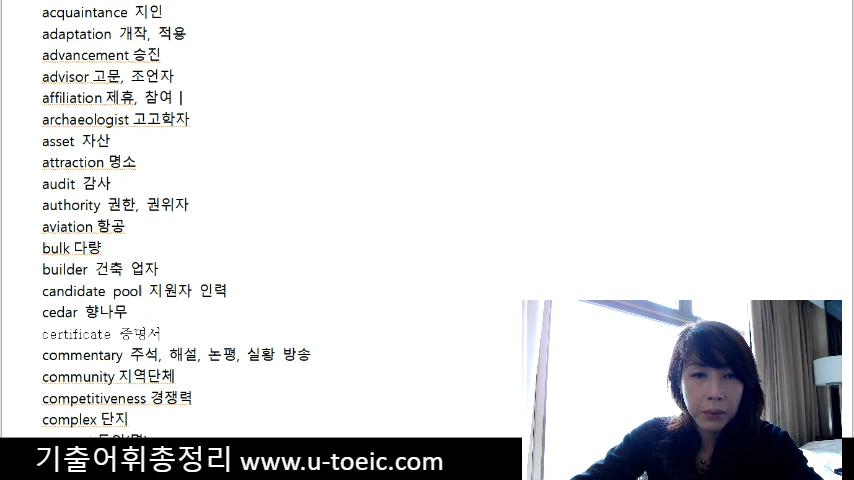 acquaintance 지인
adaptation 개작, 적용
advancement 승진
advisor 고문, 조언자
affiliation 제휴, 참여
archaeologist 고고학자
asset 자산
attraction 명소
audit 감사
authority 권한, 권위자
aviation 항공
bulk 다량
builder 건축 업자
candidate pool 지원자 인력
cedar 향나무
certificate 증명서
commentary 주석, 해설, 논평, 실황 방송
community 지역단체
competitiveness 경쟁력
complex 단지
기출어휘총정리 www.u-toeic.com